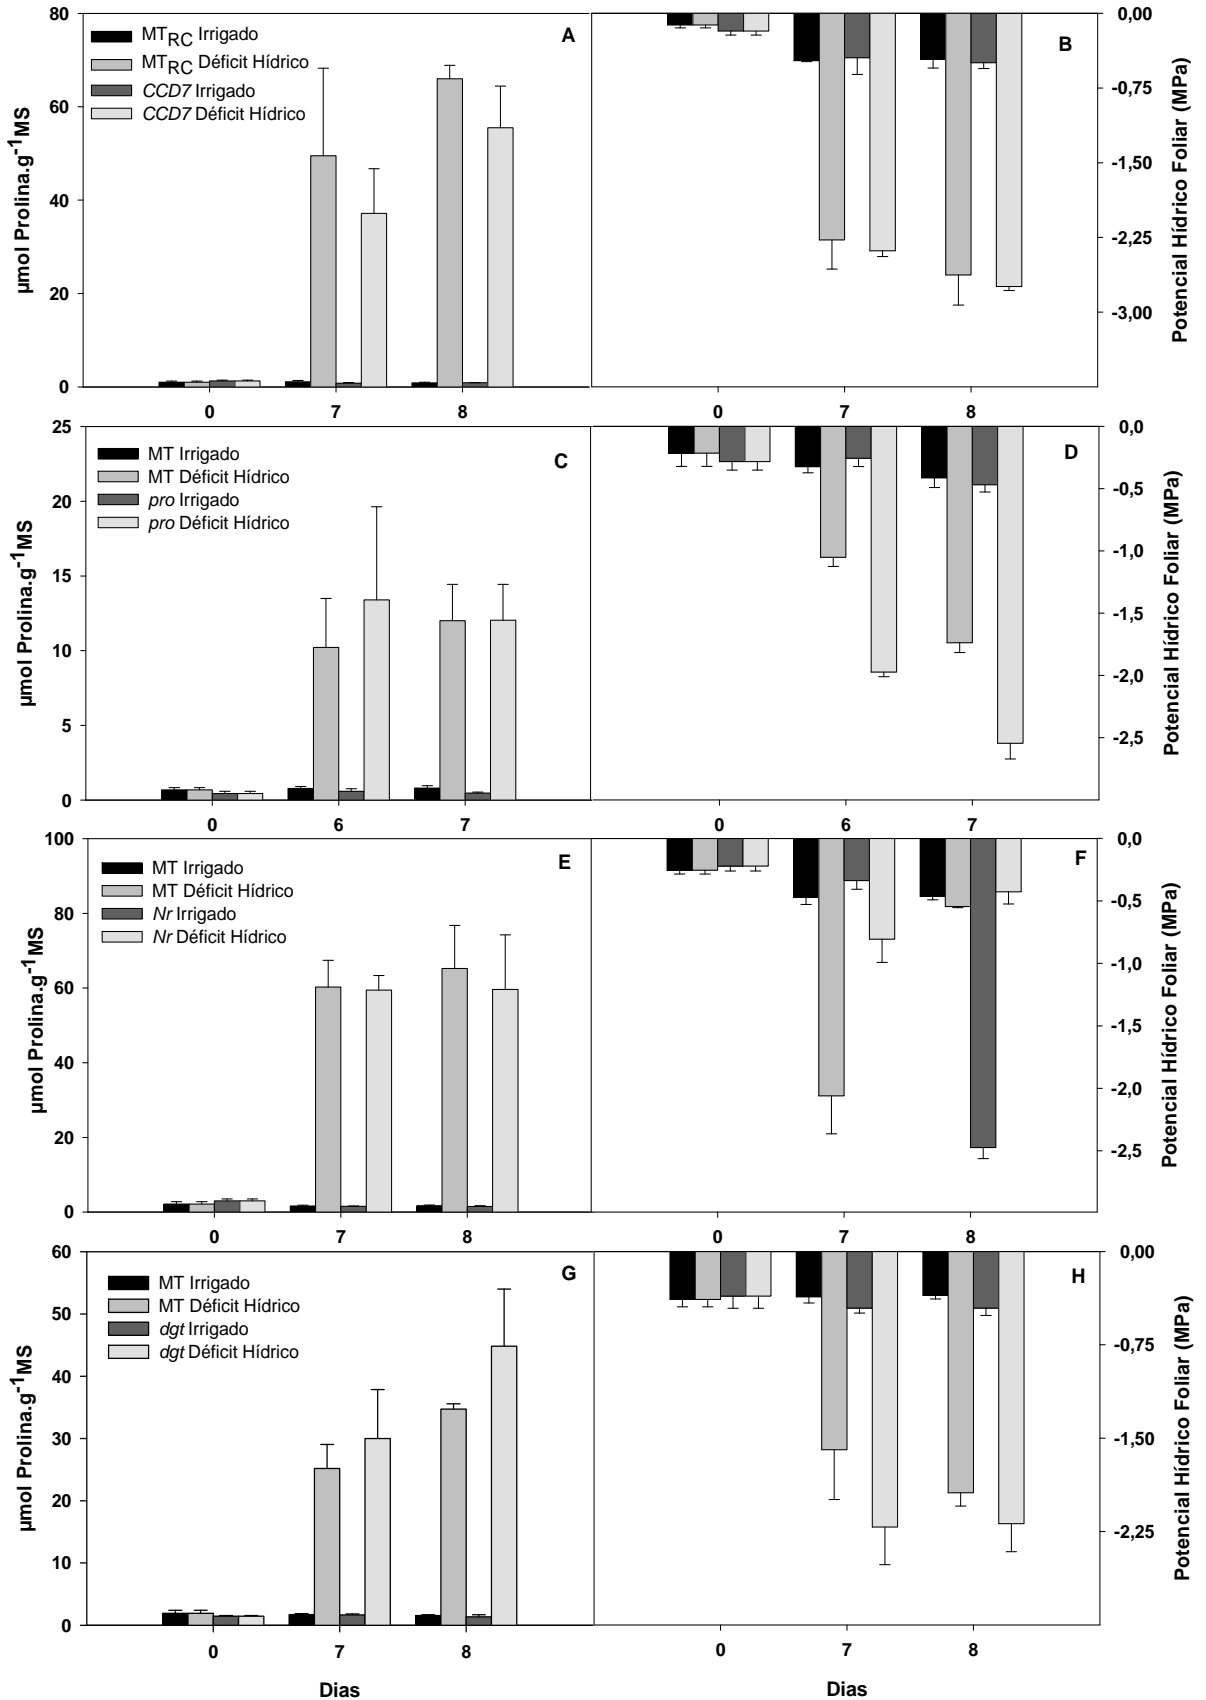 80
60
40
20
0
µmol Prolina.g-1MS
MTRC Irrigado
MTRC Déficit Hídrico
CCD7 Irrigado
CCD7 Déficit Hídrico
A
0 7 8
B
0,00
-0,75
-1,50
-2,25
-3,00
Potencial Hídrico Foliar (MPa)
0 7 8
25
20
15
10
5
0
µmol Prolina.g-1MS
MT Irrigado
MT Déficit Hídrico
pro Irrigado
pro Déficit Hídrico
C
0 6 7
D
0,0
-0,5
-1,0
-1,5
-2,0
-2,5
Potencial Hídrico Foliar (MPa)
0 6 7
100
80
60
40
20
0
µmol Prolina.g-1MS
MT Irrigado
MT Déficit Hídrico
Nr Irrigado
Nr Déficit Hídrico
E
0 7 8
F
0,0
-0,5
-1,0
-1,5
-2,0
-2,5
Potencial Hídrico Foliar (MPa)
0 7 8
60
50
40
30
20
10
0
µmol Prolina.g-1MS
MT Irrigado
MT Déficit Hídrico
dgt Irrigado
dgt Déficit Hídrico
G
0 7 8
Dias
H
0,00
-0,75
-1,50
-2,25
Potencial Hídrico Foliar (MPa)
0 7 8
Dias